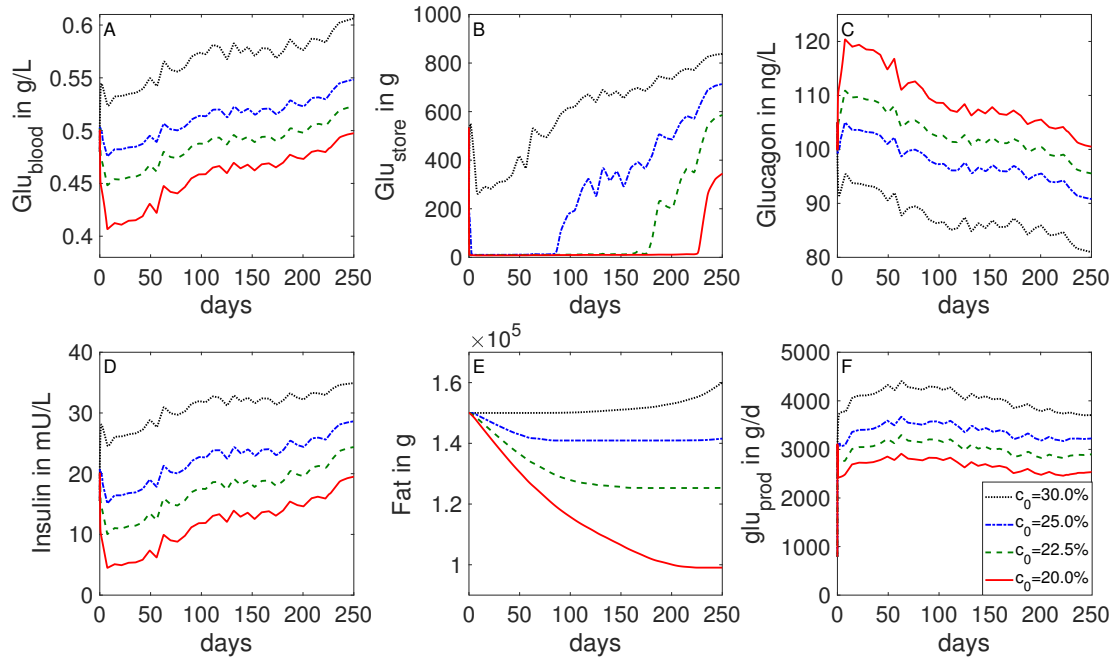 A
Glu_blood in g/L
0.6
0.55
0.5
0.45
0.4
0 50 100 150 200 250
days
B
Glu_store in g
1000
800
600
400
200
0
0 50 100 150 200 250
days
C
Glucagon in ng/L
120
110
100
90
80
0 50 100 150 200 250
days
D
Insulin in mU/L
40
30
20
10
0
0 50 100 150 200 250
days
E
×10^5
Fat in g
1.6
1.4
1.2
1
0 50 100 150 200 250
days
F
glu_prod in g/d
5000
4000
3000
2000
1000
0
0 50 100 150 200 250
days
c_0=30.0%
c_0=25.0%
c_0=22.5%
c_0=20.0%